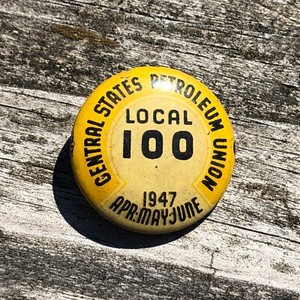 CENTRAL STATES PETROLEUM UNION
LOCAL
100
1947
APR·MAY·JUNE